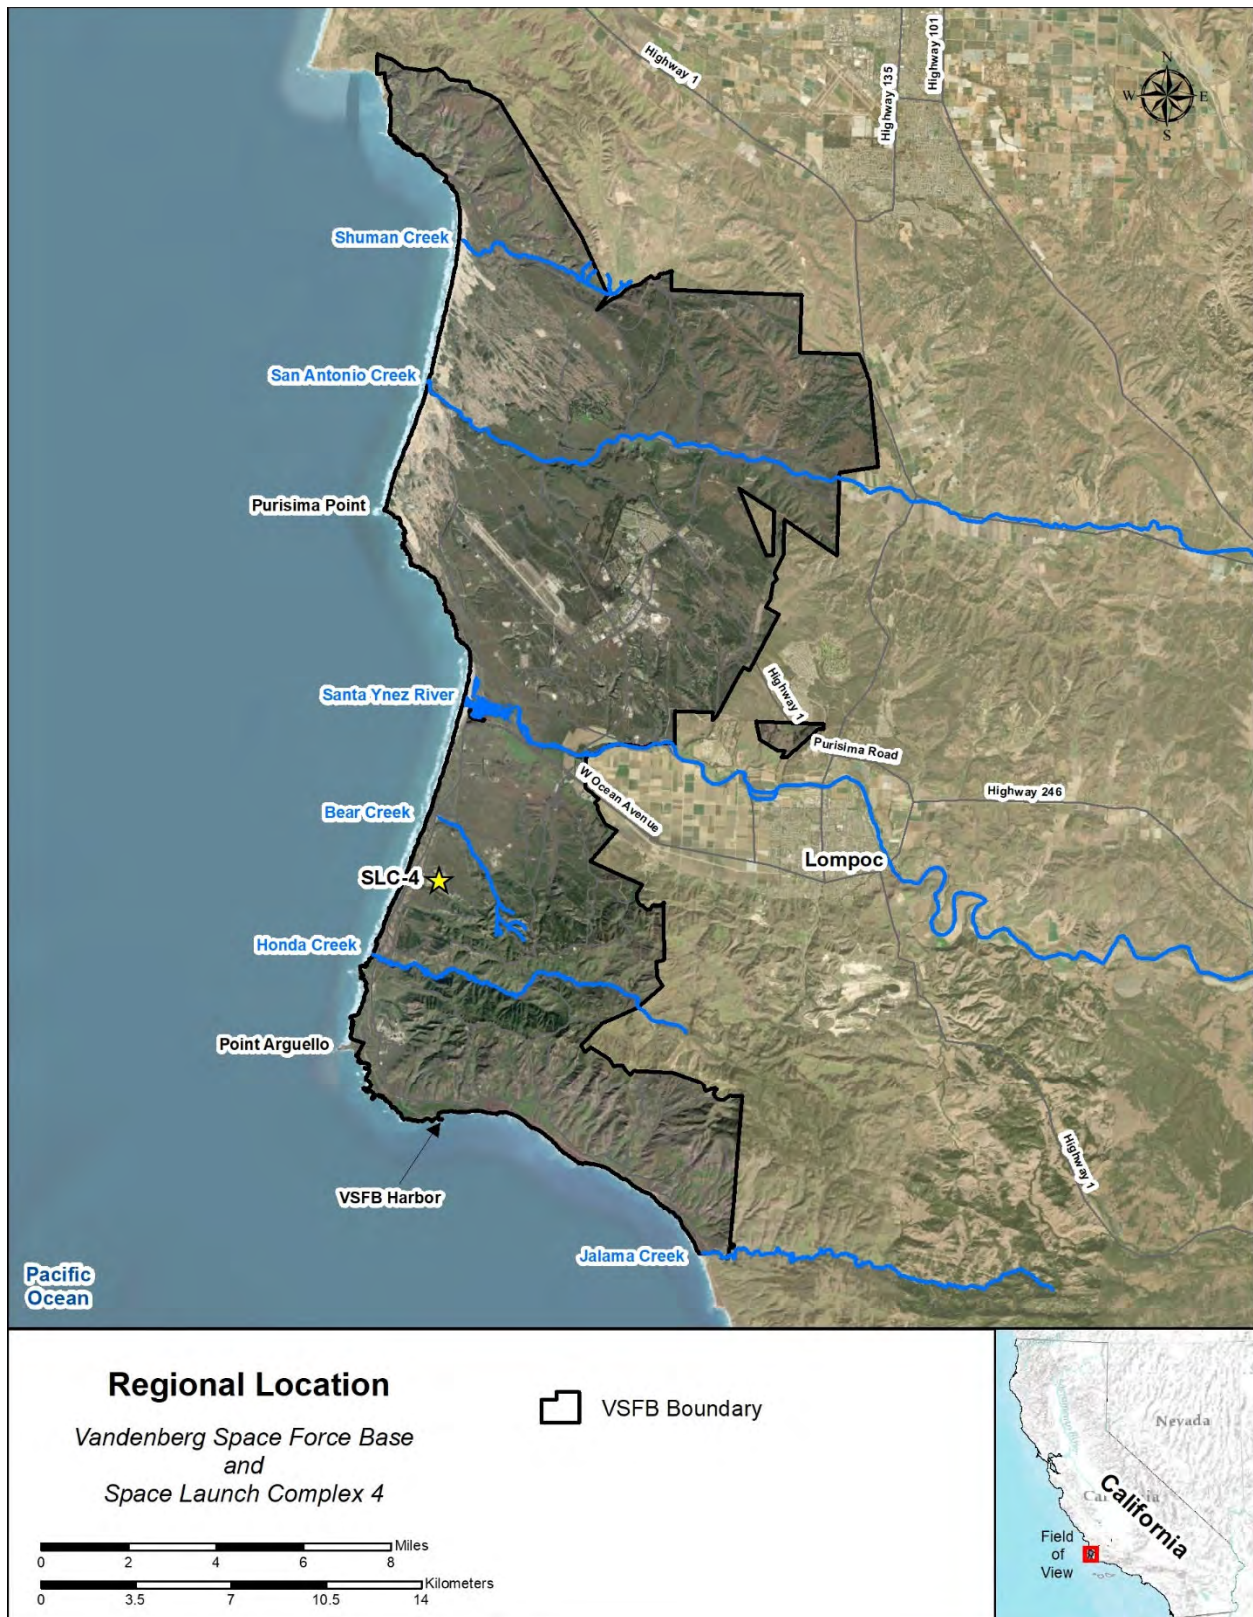 Highway 1
Highway 135
Highway 101
N
W
E
S
Shuman Creek
San Antonio Creek
Purisima Point
Santa Ynez River
Highway 1
Purisima Road
W Ocean Avenue
Highway 246
Bear Creek
Lompoc
SLC-4
Honda Creek
Point Arguello
VSFB Harbor
Highway 1
Jalama Creek
Pacific
Ocean
Regional Location
Vandenberg Space Force Base
and
Space Launch Complex 4
VSFB Boundary
Miles
0 2 4 6 8
Kilometers
0 3.5 7 10.5 14
Nevada
California
Field
of
View